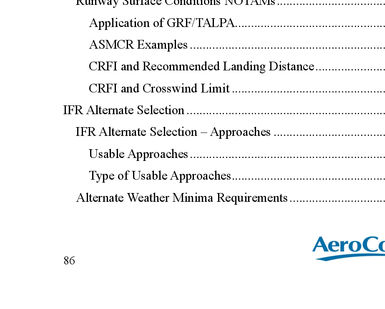 Runway Surface Conditions NOTAMs
Application of GRF/TALPA
ASMCR Examples
CRFI and Recommended Landing Distance
CRFI and Crosswind Limit
IFR Alternate Selection
IFR Alternate Selection – Approaches
Usable Approaches
Type of Usable Approaches
Alternate Weather Minima Requirements
AeroCo
86